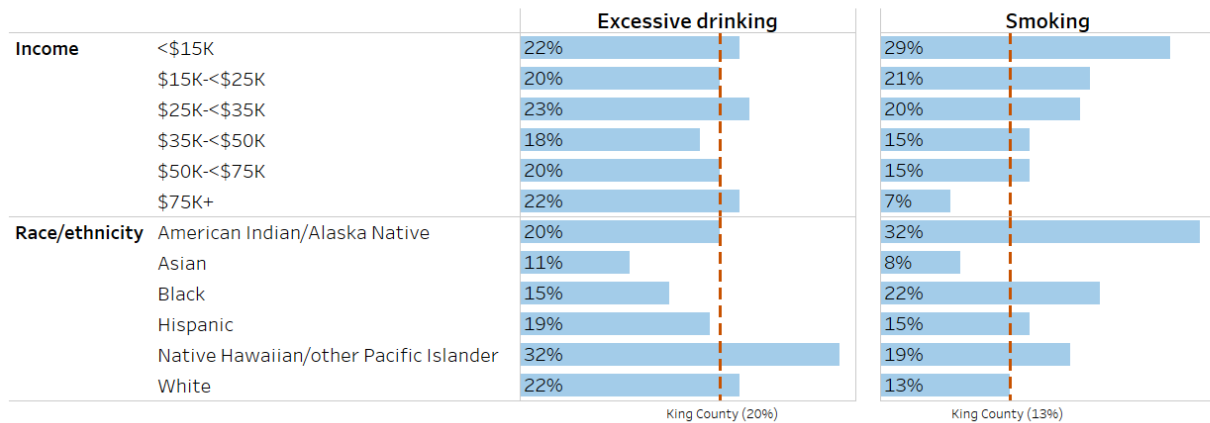 Excessive drinking Smoking
Income <$15K 22% 29%
$15K-<$25K 20% 21%
$25K-<$35K 23% 20%
$35K-<$50K 18% 15%
$50K-<$75K 20% 15%
$75K+ 22% 7%
Race/ethnicity American Indian/Alaska Native 20% 32%
Asian 11% 8%
Black 15% 22%
Hispanic 19% 15%
Native Hawaiian/other Pacific Islander 32% 19%
White 22% 13%
King County (20%) King County (13%)